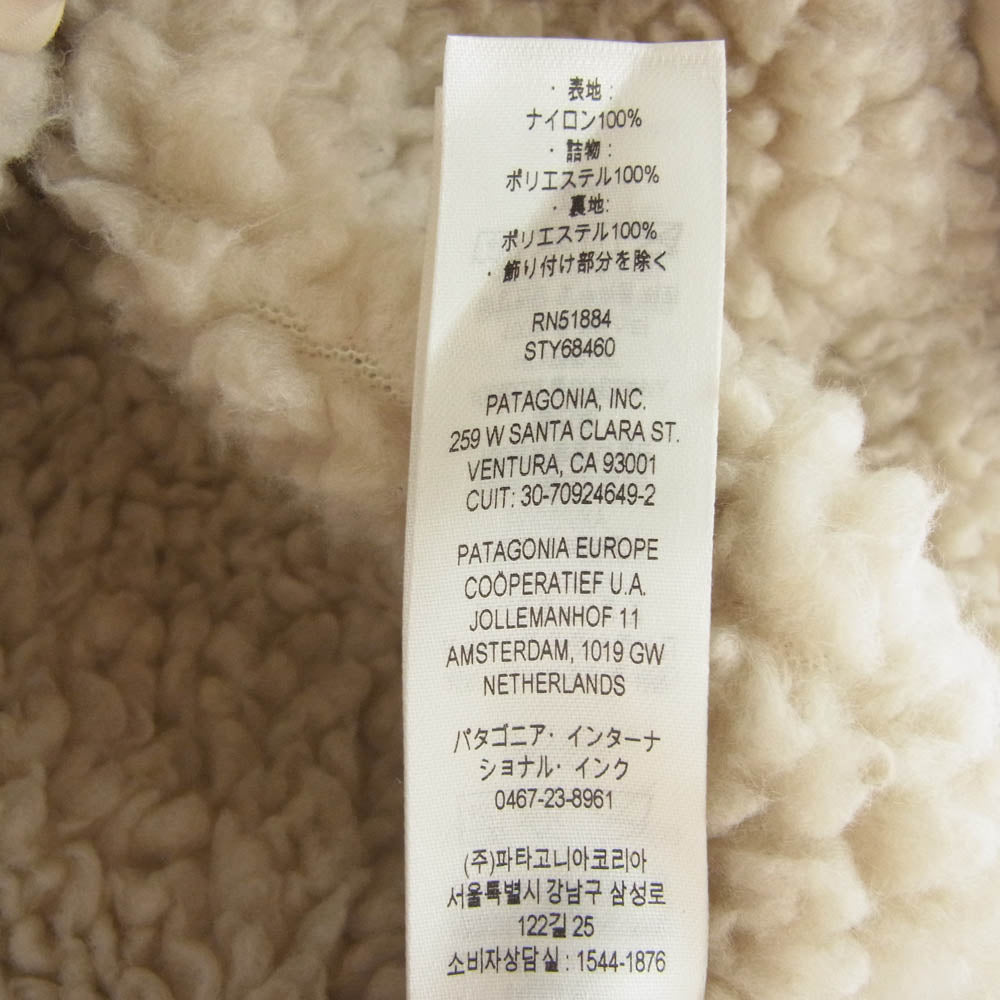 ・表地:
ナイロン100%
・詰物:
ポリエステル100%
・裏地:
ポリエステル100%
・飾り付け部分を除く
RN51884
STY68460
PATAGONIA, INC.
259 W SANTA CLARA ST.
VENTURA, CA 93001
CUIT: 30-70924649-2
PATAGONIA EUROPE
COÖPERATIEF U.A.
JOLLEMANHOF 11
AMSTERDAM, 1019 GW
NETHERLANDS
パタゴニア・インターナ
ショナル・インク
0467-23-8961
(주)파타고니아코리아
서울특별시 강남구 삼성로
122길 25
소비자상담실 : 1544-1876